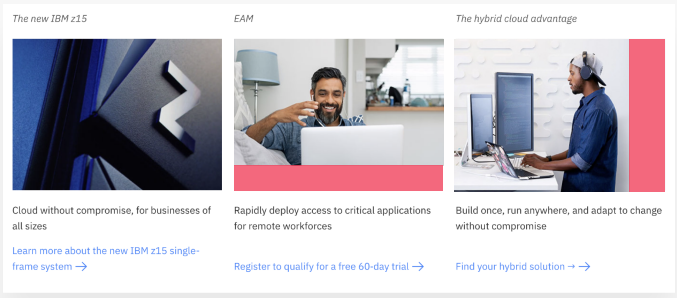 The new IBM z15
Cloud without compromise, for businesses of
all sizes
Learn more about the new IBM z15 single-
frame system →
EAM
Rapidly deploy access to critical applications
for remote workforces
Register to qualify for a free 60-day trial →
The hybrid cloud advantage
Build once, run anywhere, and adapt to change
without compromise
Find your hybrid solution → →